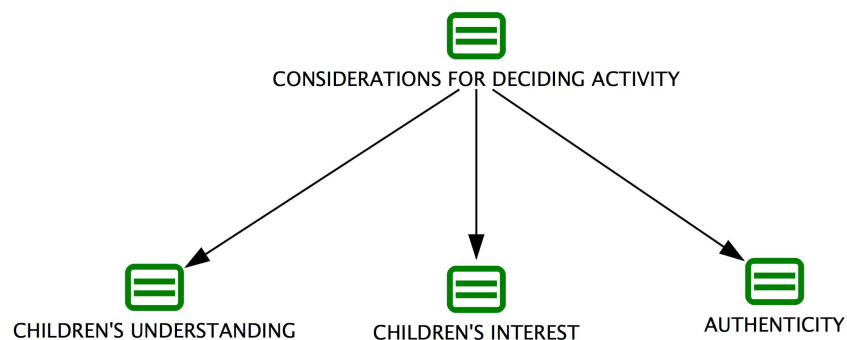 CONSIDERATIONS FOR DECIDING ACTIVITY
CHILDREN'S UNDERSTANDING
CHILDREN'S INTEREST
AUTHENTICITY